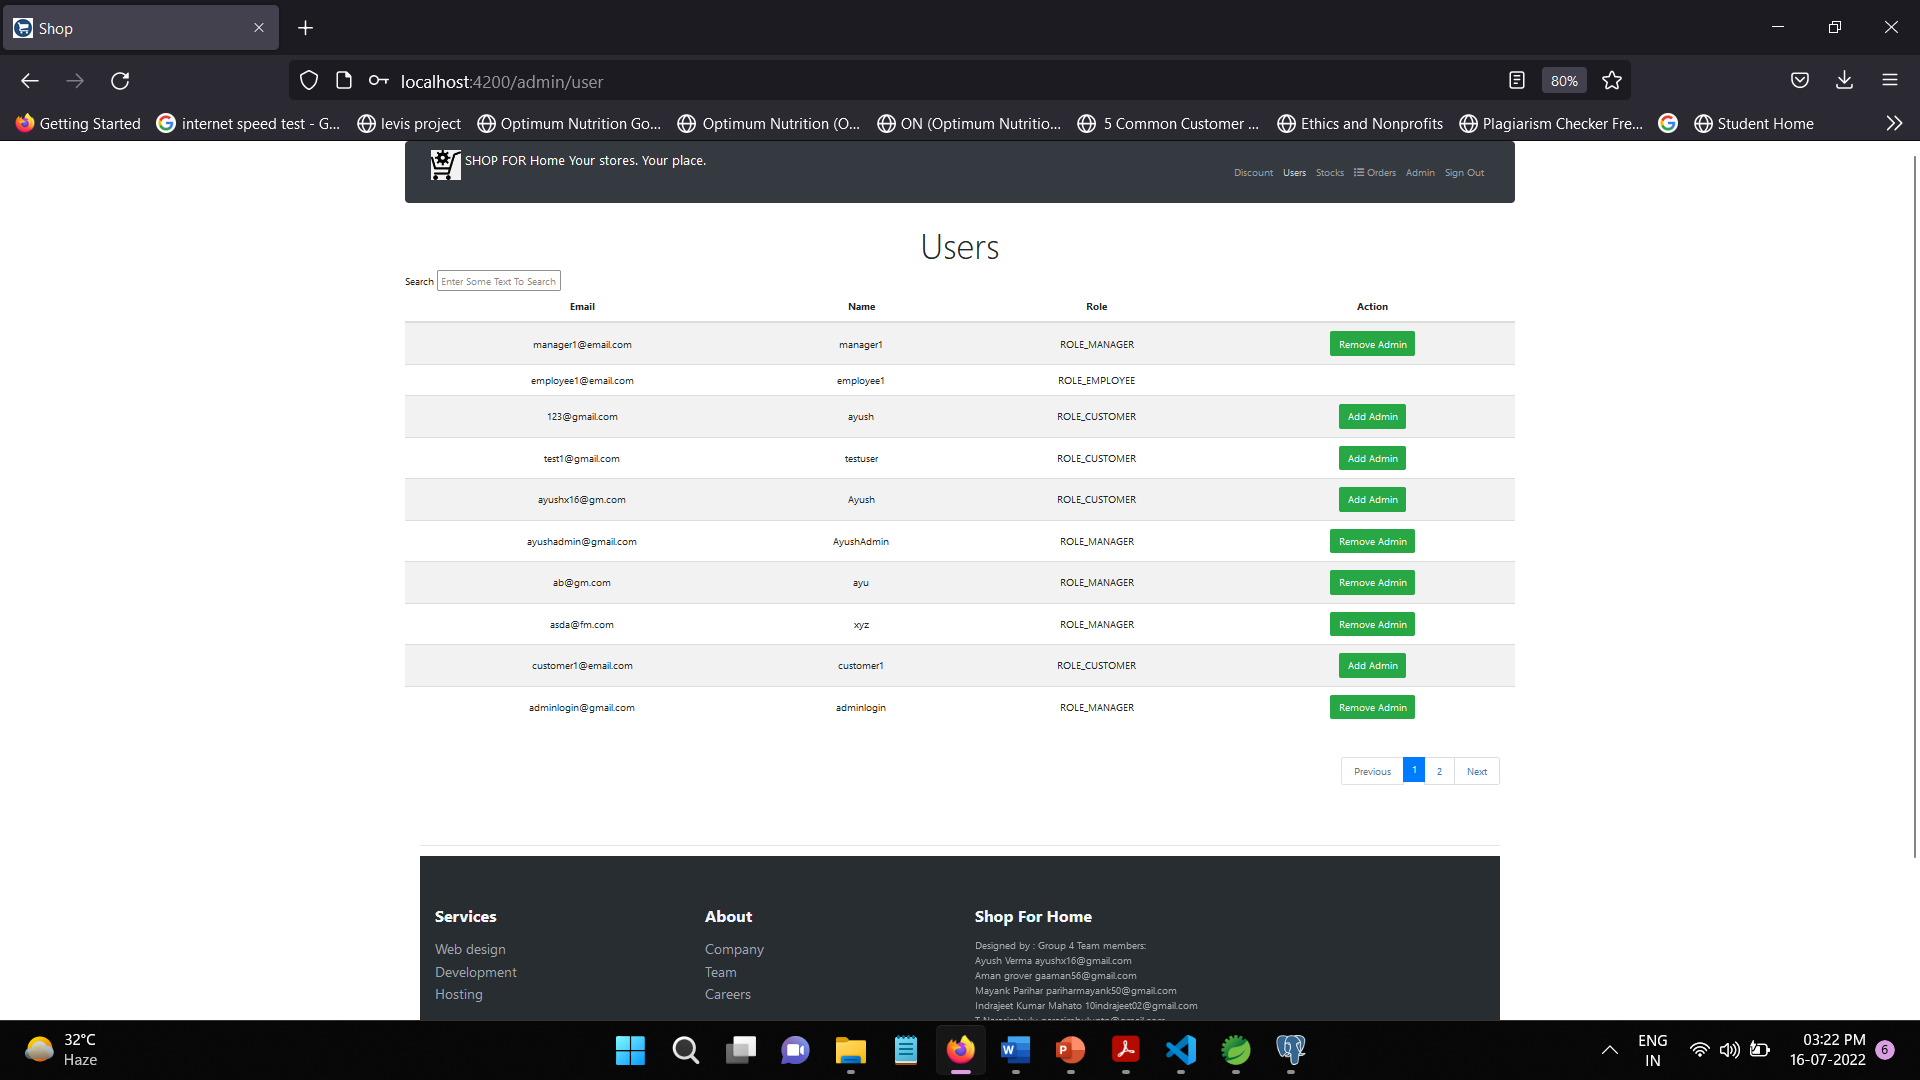 Shop
localhost:4200/admin/user
80%
Getting Started
internet speed test - G...
levis project
Optimum Nutrition Go...
Optimum Nutrition (O...
ON (Optimum Nutritio...
5 Common Customer ...
Ethics and Nonprofits
Plagiarism Checker Fre...
Student Home
SHOP FOR Home Your stores. Your place.
Discount Users Stocks Orders Admin Sign Out
Users
Search Enter Some Text To Search
Email Name Role Action
manager1@email.com manager1 ROLE_MANAGER Remove Admin
employee1@email.com employee1 ROLE_EMPLOYEE
123@gmail.com ayush ROLE_CUSTOMER Add Admin
test1@gmail.com testuser ROLE_CUSTOMER Add Admin
ayushx16@gm.com Ayush ROLE_CUSTOMER Add Admin
ayushadmin@gmail.com AyushAdmin ROLE_MANAGER Remove Admin
ab@gm.com ayu ROLE_MANAGER Remove Admin
asda@fm.com xyz ROLE_MANAGER Remove Admin
customer1@email.com customer1 ROLE_CUSTOMER Add Admin
adminlogin@gmail.com adminlogin ROLE_MANAGER Remove Admin
Previous 1 2 Next
Services
Web design
Development
Hosting
About
Company
Team
Careers
Shop For Home
Designed by : Group 4 Team members:
Ayush Verma ayushx16@gmail.com
Aman grover gaaman56@gmail.com
Mayank Parihar pariharmayank50@gmail.com
Indrajeet Kumar Mahato 10indrajeet02@gmail.com
32°C
Haze
ENG
IN
03:22 PM
16-07-2022
6